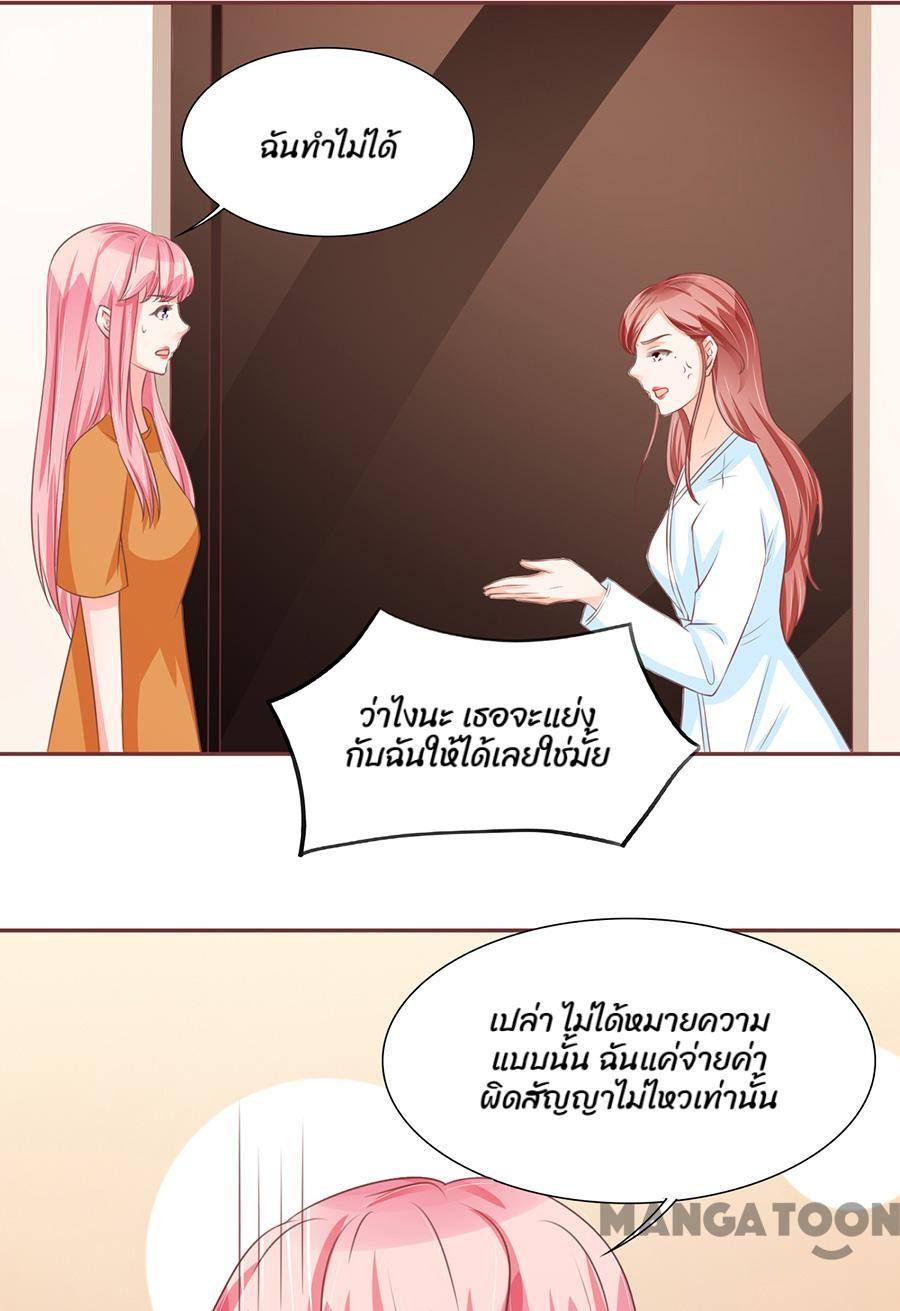 ฉันทำไม่ได้
ว่าไงนะ เธอจะแย่ง
กับฉันให้ได้เลยใช่มั้ย
เปล่า ไม่ได้หมายความ
แบบนั้น ฉันแค่จ่ายค่า
ผิดสัญญาไม่ไหวเท่านั้น
MANGATOON